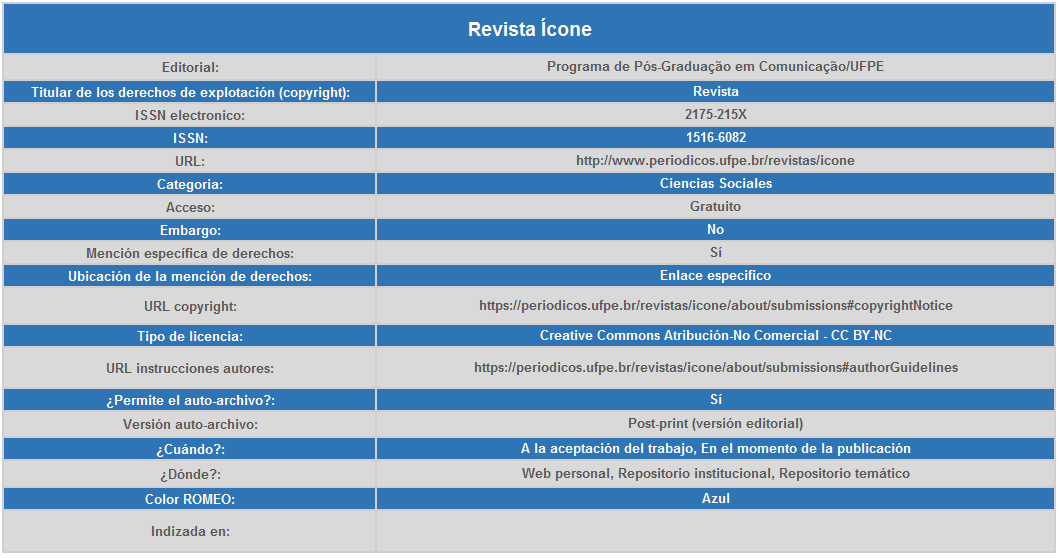 Revista Ícone
Editorial: Programa de Pós-Graduação em Comunicação/UFPE
Titular de los derechos de explotación (copyright): Revista
ISSN electronico: 2175-215X
ISSN: 1516-6082
URL: http://www.periodicos.ufpe.br/revistas/icone
Categoria: Ciencias Sociales
Acceso: Gratuito
Embargo: No
Mención específica de derechos: Sí
Ubicación de la mención de derechos: Enlace especifico
URL copyright: https://periodicos.ufpe.br/revistas/icone/about/submissions#copyrightNotice
Tipo de licencia: Creative Commons Atribución-No Comercial - CC BY-NC
URL instrucciones autores: https://periodicos.ufpe.br/revistas/icone/about/submissions#authorGuidelines
¿Permite el auto-archivo?: Sí
Versión auto-archivo: Post-print (versión editorial)
¿Cuándo?: A la aceptación del trabajo, En el momento de la publicación
¿Dónde?: Web personal, Repositorio institucional, Repositorio temático
Color ROMEO: Azul
Indizada en: